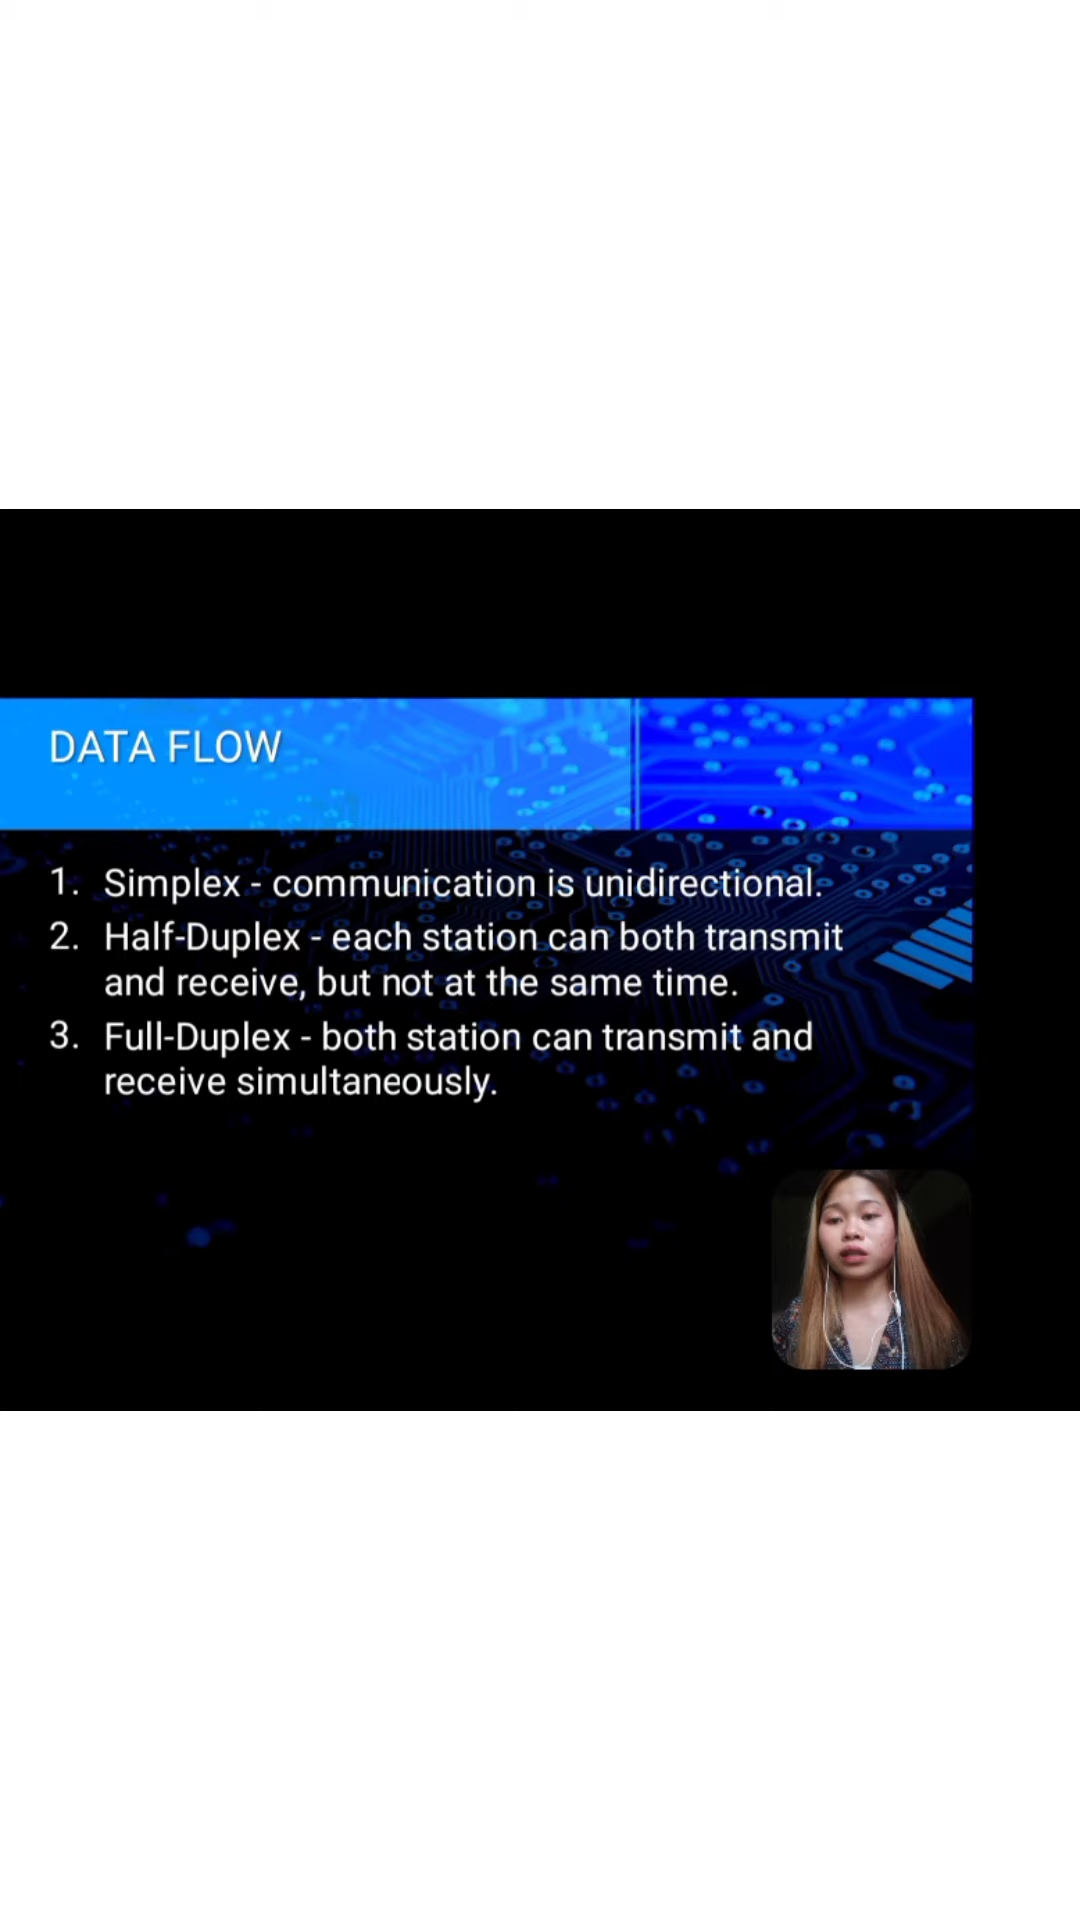 DATA FLOW
1. Simplex - communication is unidirectional.
2. Half-Duplex - each station can both transmit
and receive, but not at the same time.
3. Full-Duplex - both station can transmit and
receive simultaneously.